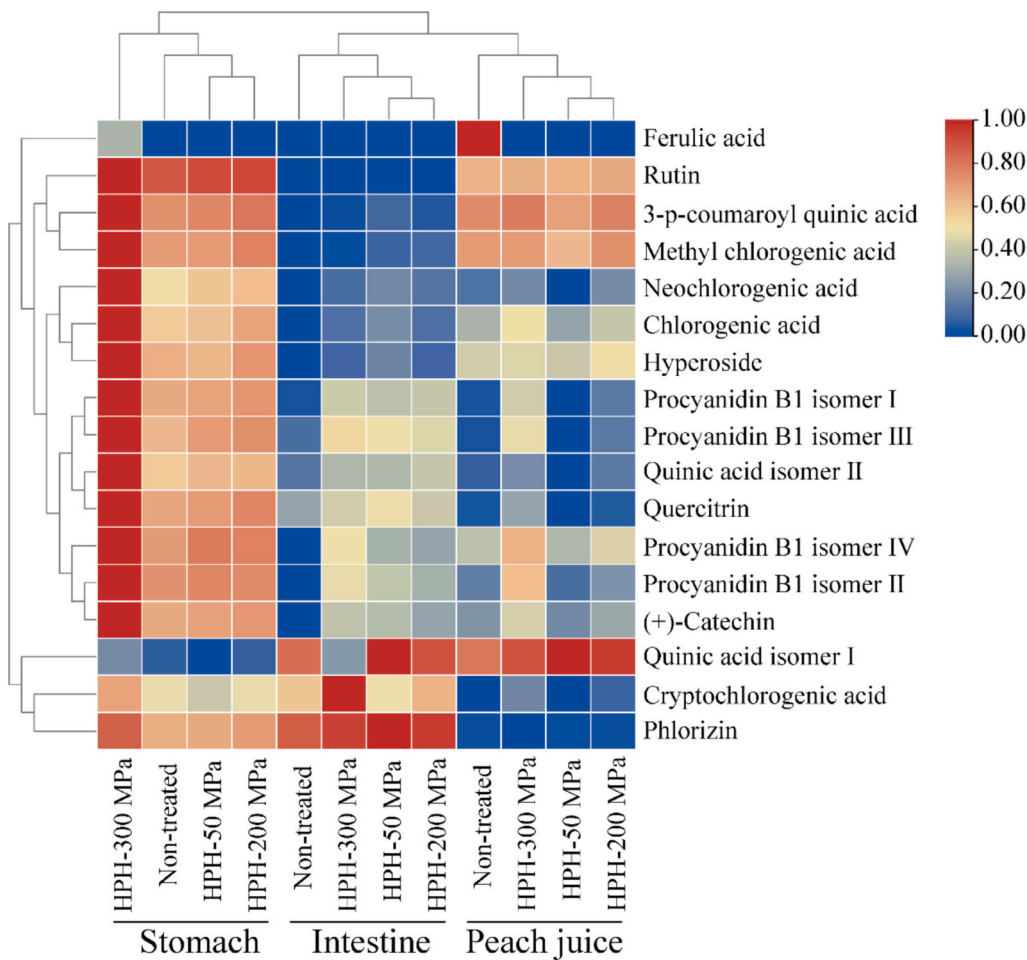 Ferulic acid
1.00
Rutin
0.80
3-p-coumaroyl quinic acid
0.60
Methyl chlorogenic acid
0.40
Neochlorogenic acid
0.20
Chlorogenic acid
0.00
Hyperoside
Procyanidin B1 isomer I
Procyanidin B1 isomer III
Quinic acid isomer II
Quercitrin
Procyanidin B1 isomer IV
Procyanidin B1 isomer II
(+)-Catechin
Quinic acid isomer I
Cryptochlorogenic acid
Phlorizin
HPH-300 MPa
Non-treated
HPH-50 MPa
HPH-200 MPa
Non-treated
HPH-300 MPa
HPH-50 MPa
HPH-200 MPa
Non-treated
HPH-300 MPa
HPH-50 MPa
HPH-200 MPa
Stomach
Intestine
Peach juice